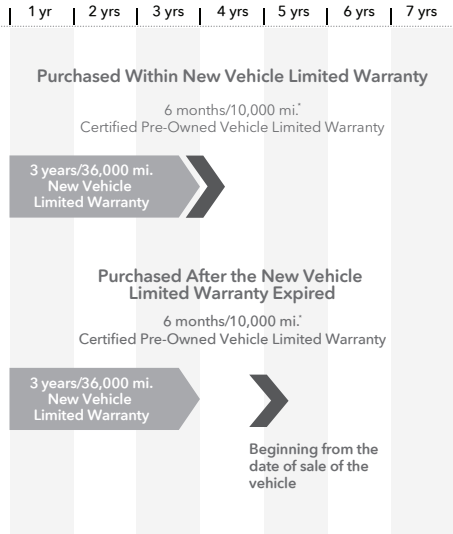 1 yr 2 yrs 3 yrs 4 yrs 5 yrs 6 yrs 7 yrs
Purchased Within New Vehicle Limited Warranty
6 months/10,000 mi.*
Certified Pre-Owned Vehicle Limited Warranty
3 years/36,000 mi.
New Vehicle
Limited Warranty
Purchased After the New Vehicle
Limited Warranty Expired
6 months/10,000 mi.*
Certified Pre-Owned Vehicle Limited Warranty
3 years/36,000 mi.
New Vehicle
Limited Warranty
Beginning from the
date of sale of the
vehicle